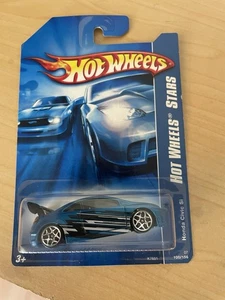 HOT WHEELS
HOT WHEELS® STARS
Honda Civic Si
3+